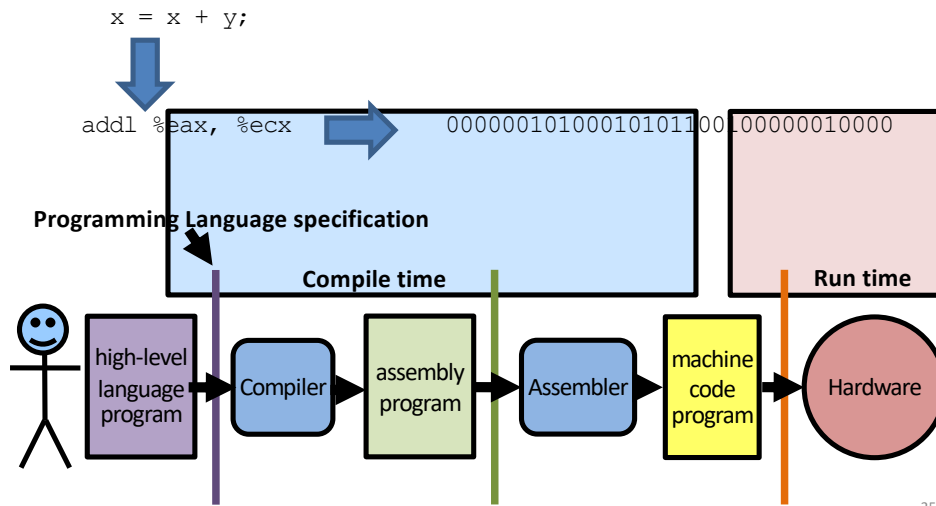 x = x + y;
addl %eax, %ecx
00000010100010101100100000010000
Programming Language specification
Compile time
Run time
high-level
language
program
Compiler
assembly
program
Assembler
machine
code
program
Hardware